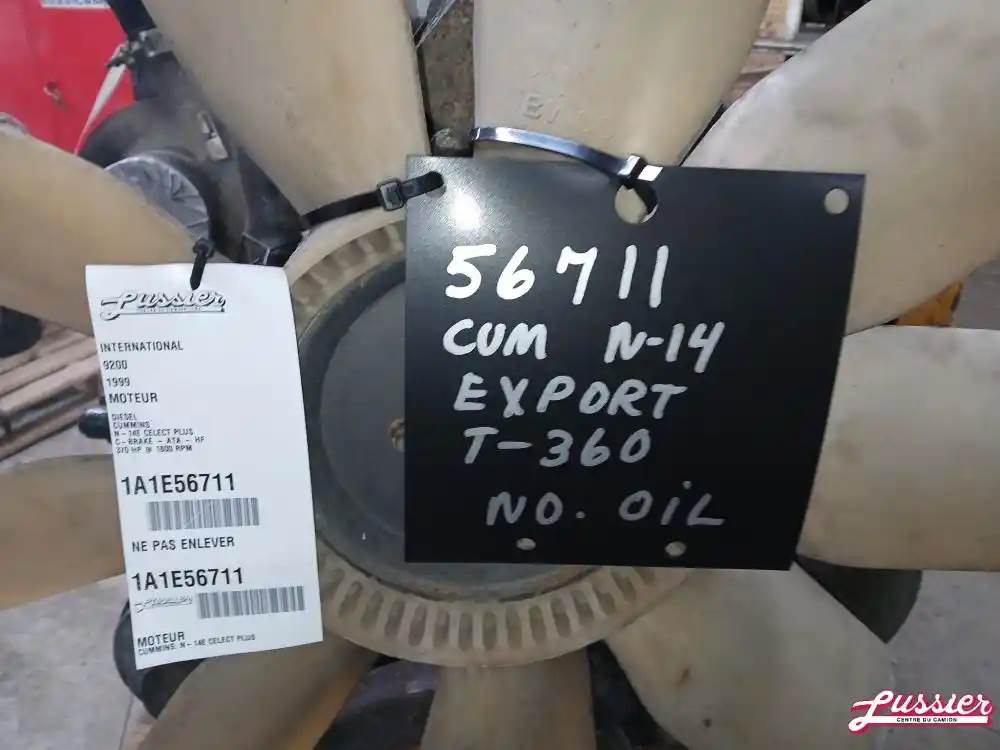 Lussier
INTERNATIONAL
9200
1999
MOTEUR
DIESEL
CUMMINS
N-14E CELECT PLUS
C-BRAKE - ATA - HF
370 HP @ 1800 RPM
1A1E56711
NE PAS ENLEVER
1A1E56711
Lussier
MOTEUR
CUMMINS: N-14E CELECT PLUS
56711
CUM N-14
EXPORT
T-360
NO. OIL
Lussier
CENTRE DU CAMION